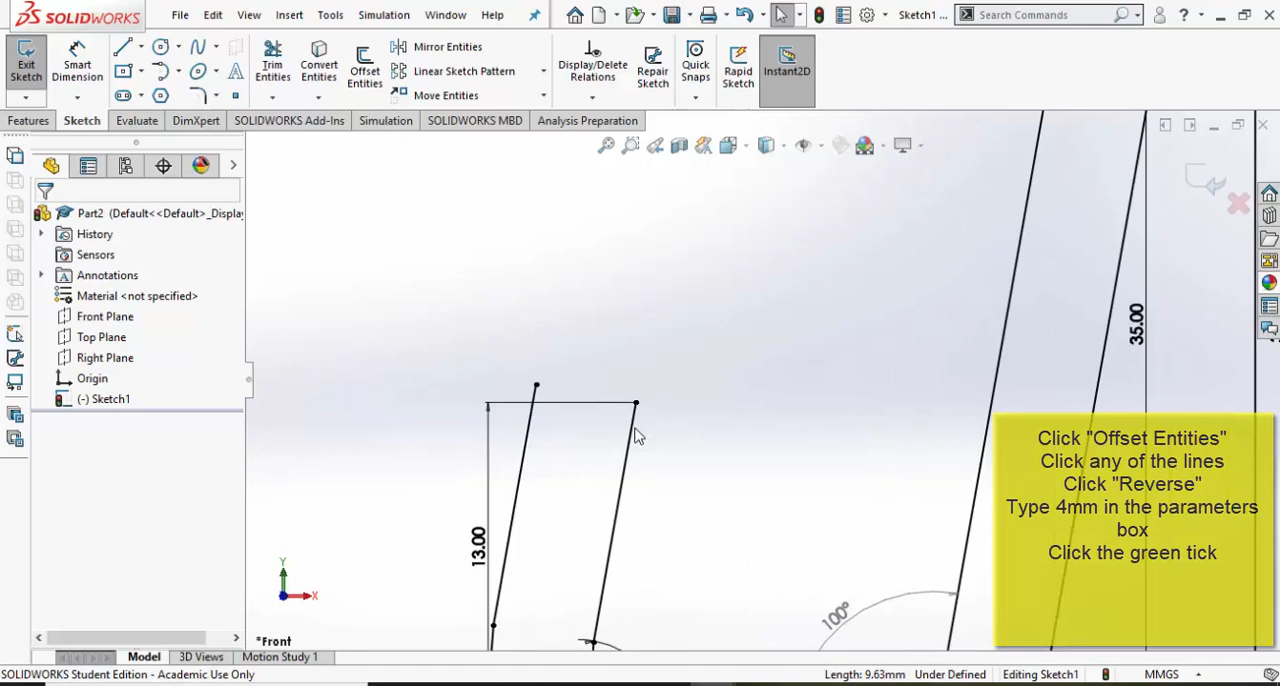 SOLIDWORKS
File Edit View Insert Tools Simulation Window Help
Sketch1 ...
Search Commands
Exit Sketch
Smart Dimension
Trim Entities
Convert Entities
Offset Entities
Mirror Entities
Linear Sketch Pattern
Move Entities
Display/Delete Relations
Repair Sketch
Quick Snaps
Rapid Sketch
Instant2D
Features Sketch Evaluate DimXpert SOLIDWORKS Add-Ins Simulation SOLIDWORKS MBD Analysis Preparation
Part2 (Default<<Default>_Display
History
Sensors
Annotations
Material <not specified>
Front Plane
Top Plane
Right Plane
Origin
(-) Sketch1
35.00
13.00
100°
Click "Offset Entities"
Click any of the lines
Click "Reverse"
Type 4mm in the parameters
box
Click the green tick
Y
X
*Front
Model 3D Views Motion Study 1
SOLIDWORKS Student Edition - Academic Use Only
Length: 9.63mm Under Defined Editing Sketch1 MMGS